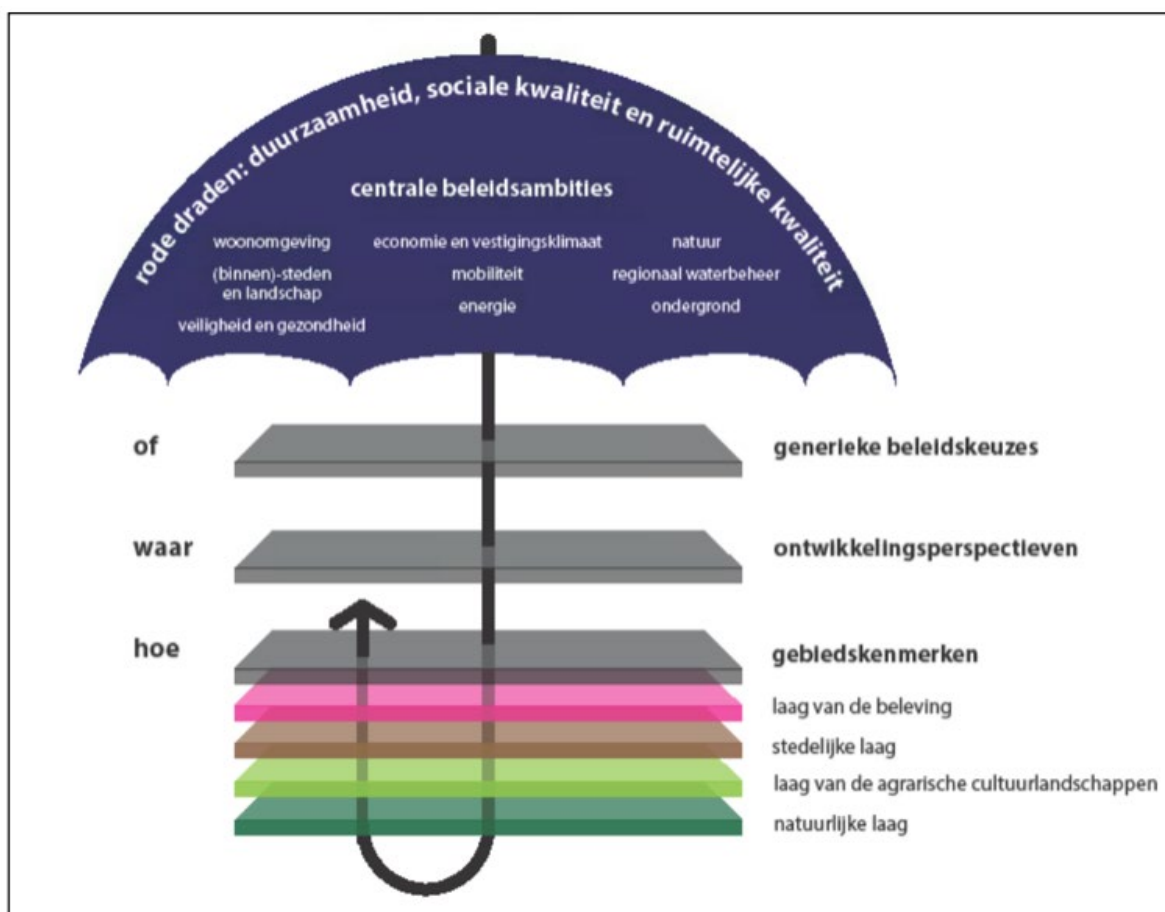 rode draden: duurzaamheid, sociale kwaliteit en ruimtelijke kwaliteit
centrale beleidsambities
woonomgeving
(binnen)-steden
en landschap
veiligheid en gezondheid
economie en vestigingsklimaat
mobiliteit
energie
natuur
regionaal waterbeheer
ondergrond
of
generieke beleidskeuzes
waar
ontwikkelingsperspectieven
hoe
gebiedskenmerken
laag van de beleving
stedelijke laag
laag van de agrarische cultuurlandschappen
natuurlijke laag